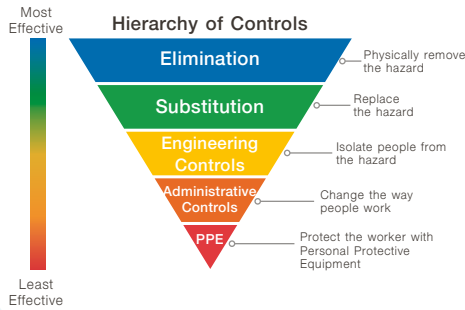 Most
Effective
Hierarchy of Controls
Elimination
Physically remove
the hazard
Substitution
Replace
the hazard
Engineering
Controls
Isolate people from
the hazard
Administrative
Controls
Change the way
people work
PPE
Protect the worker with
Personal Protective
Equipment
Least
Effective